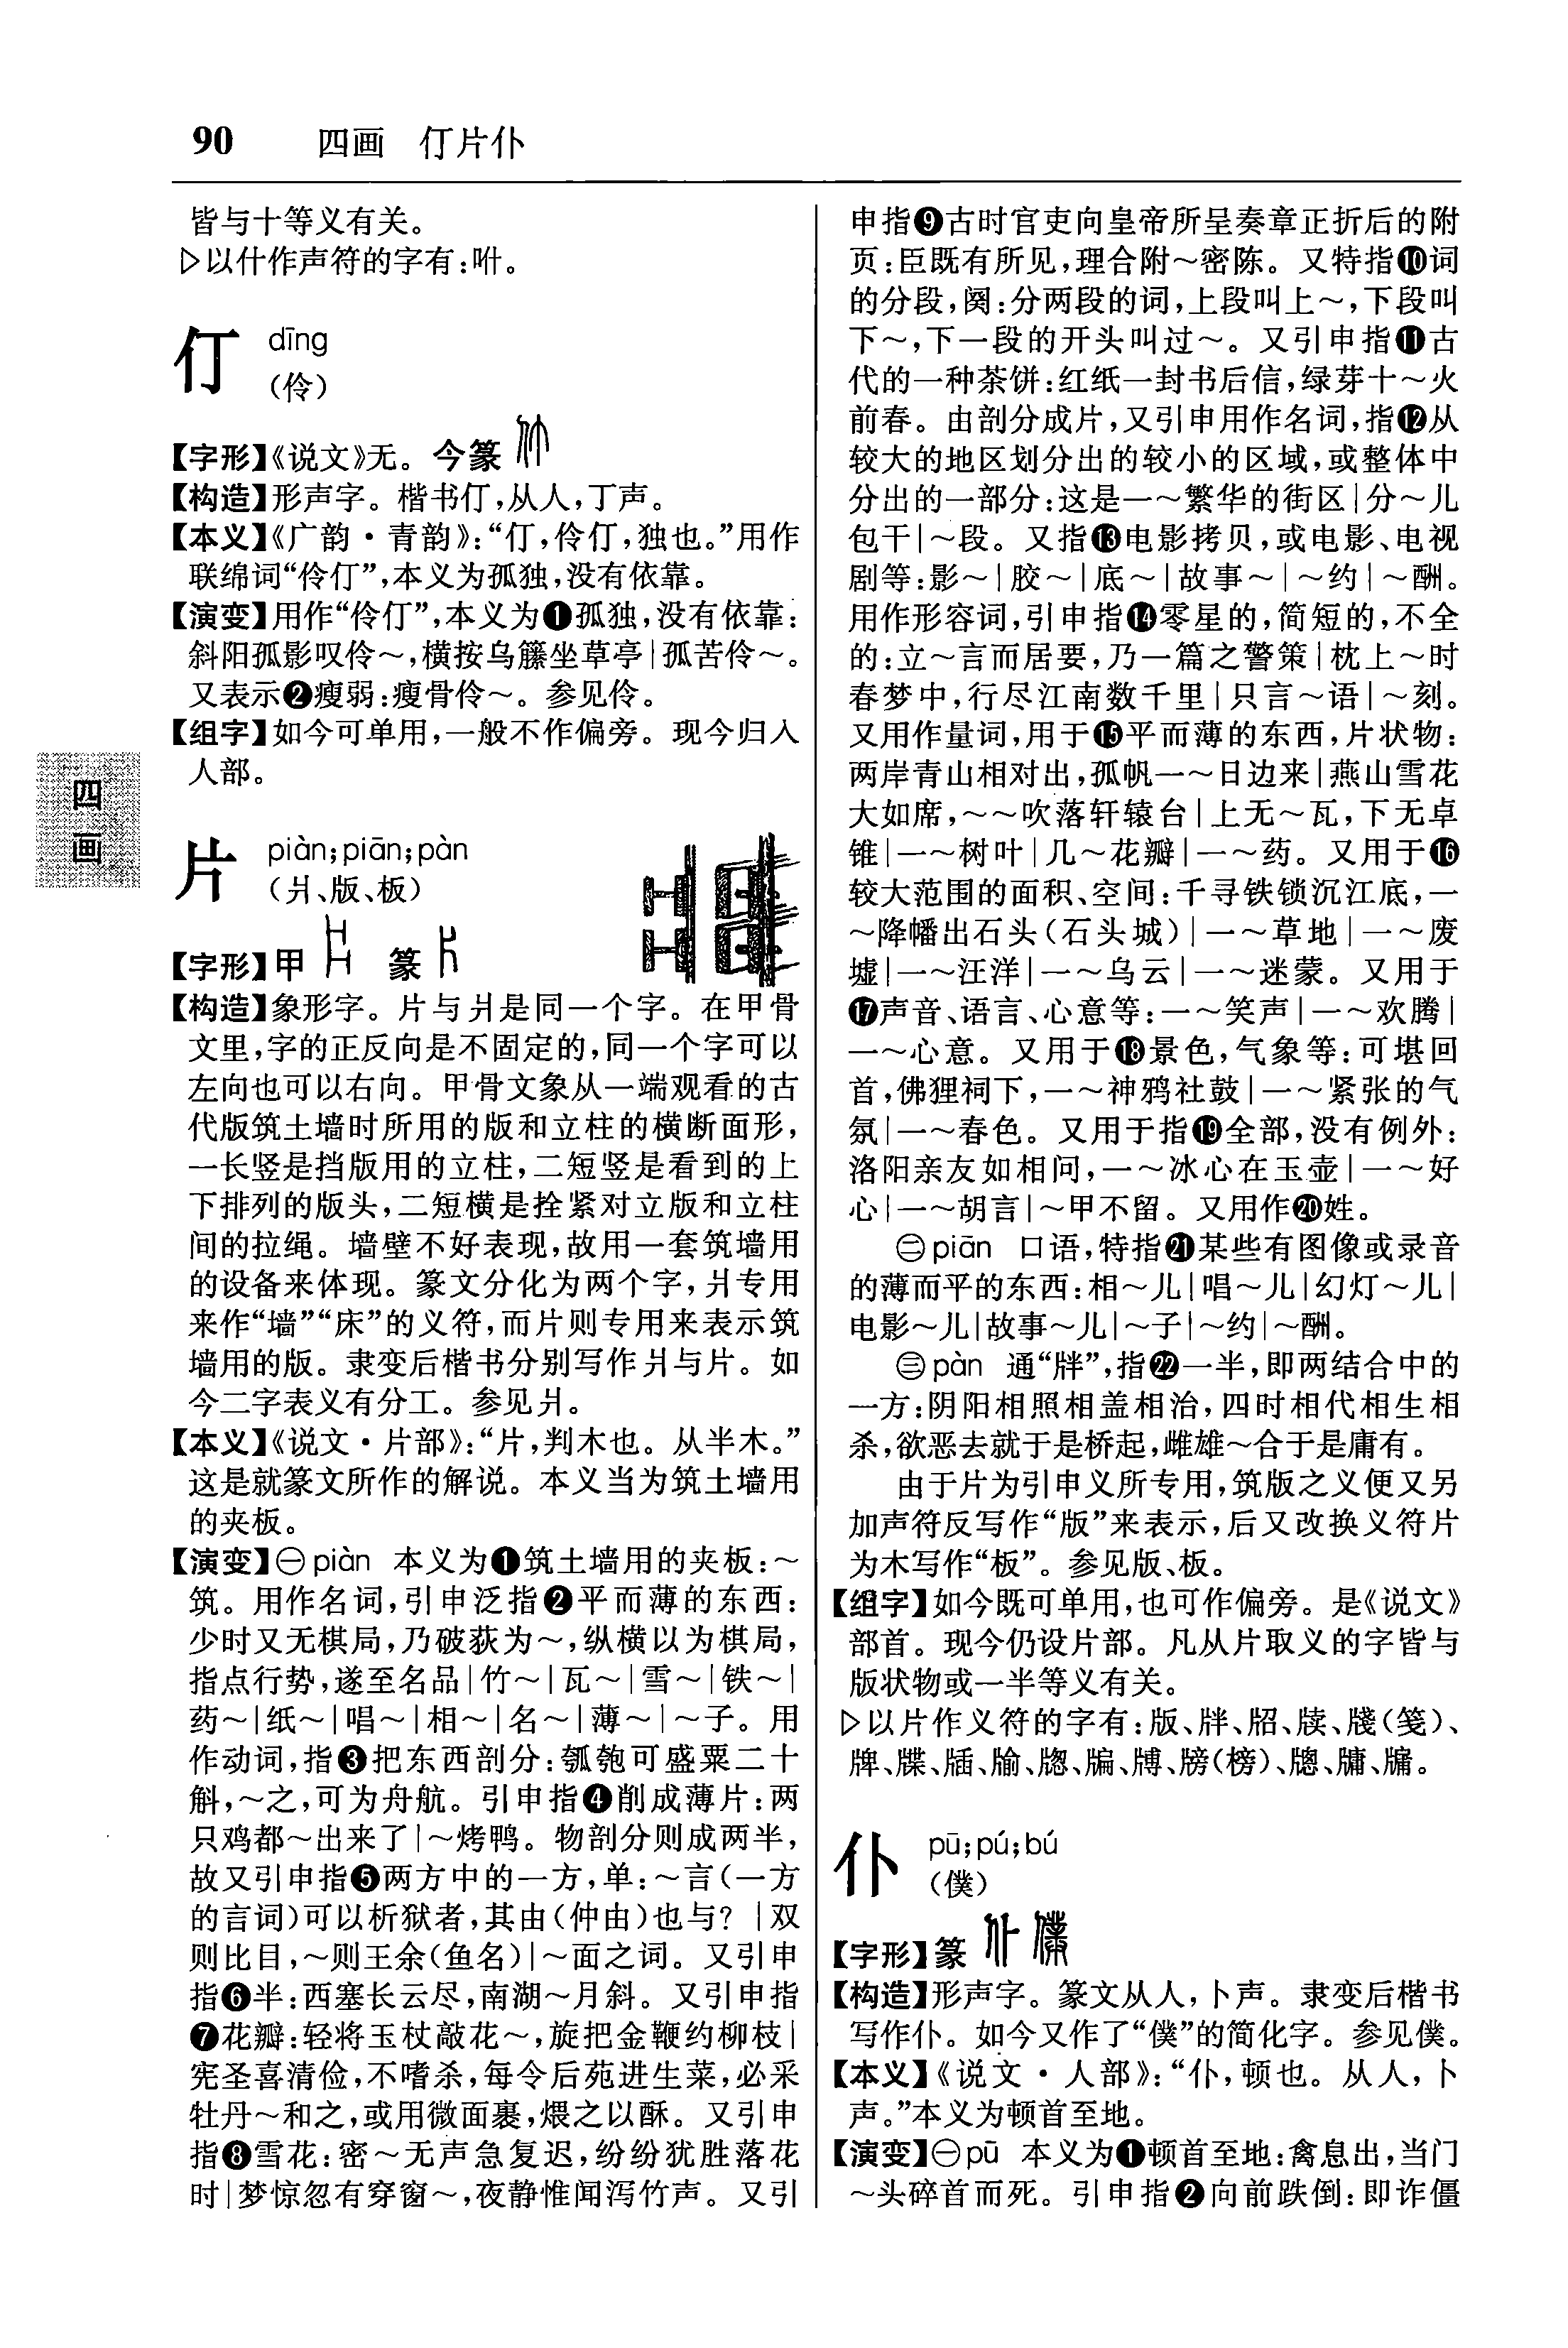 90 四画 仃片仆
皆与十等义有关。
▷以什作声符的字有:叶。
仃 dīng
(伶)
【字形】《说文》无。今篆
【构造】形声字。楷书仃,从人,丁声。
【本义】《广韵·青韵》:“仃,伶仃,独也。”用作
联绵词“伶仃”,本义为孤独,没有依靠。
【演变】用作“伶仃”,本义为❶孤独,没有依靠:
斜阳孤影叹伶~,横按乌籐坐草亭|孤苦伶~。
又表示❷瘦弱:瘦骨伶~。参见伶。
【组字】如今可单用,一般不作偏旁。现今归入
人部。
四
画
片 piàn;piān;pàn
(爿、版、板)
【字形】甲 篆
【构造】象形字。片与爿是同一个字。在甲骨
文里,字的正反向是不固定的,同一个字可以
左向也可以右向。甲骨文象从一端观看的古
代版筑土墙时所用的版和立柱的横断面形,
一长竖是挡版用的立柱,二短竖是看到的上
下排列的版头,二短横是拴紧对立版和立柱
间的拉绳。墙壁不好表现,故用一套筑墙用
的设备来体现。篆文分化为两个字,爿专用
来作“墙”“床”的义符,而片则专用来表示筑
墙用的版。隶变后楷书分别写作爿与片。如
今二字表义有分工。参见爿。
【本义】《说文·片部》:“片,判木也。从半木。”
这是就篆文所作的解说。本义当为筑土墙用
的夹板。
【演变】㊀piàn 本义为❶筑土墙用的夹板:~
筑。用作名词,引申泛指❷平而薄的东西:
少时又无棋局,乃破荻为~,纵横以为棋局,
指点行势,遂至名品|竹~|瓦~|雪~|铁~|
药~|纸~|唱~|相~|名~|薄~|~子。用
作动词,指❸把东西剖分:瓠匏可盛粟二十
斛,~之,可为舟航。引申指❹削成薄片:两
只鸡都~出来了|~烤鸭。物剖分则成两半,
故又引申指❺两方中的一方,单:~言(一方
的言词)可以析狱者,其由(仲由)也与?|双
则比目,~则王余(鱼名)|~面之词。又引申
指❻半:西塞长云尽,南湖~月斜。又引申指
❼花瓣:轻将玉杖敲花~,旋把金鞭约柳枝|
宪圣喜清俭,不嗜杀,每令后苑进生菜,必采
牡丹~和之,或用微面裹,煨之以酥。又引申
指❽雪花:密~无声急复迟,纷纷犹胜落花
时|梦惊忽有穿窗~,夜静惟闻泻竹声。又引
申指❾古时官吏向皇帝所呈奏章正折后的附
页:臣既有所见,理合附~密陈。又特指❿词
的分段,阕:分两段的词,上段叫上~,下段叫
下~,下一段的开头叫过~。又引申指⓫古
代的一种茶饼:红纸一封书后信,绿芽十~火
前春。由剖分成片,又引申用作名词,指⓬从
较大的地区划分出的较小的区域,或整体中
分出的一部分:这是一~繁华的街区|分~儿
包干|~段。又指⓭电影拷贝,或电影、电视
剧等:影~|胶~|底~|故事~|~约|~酬。
用作形容词,引申指⓮零星的,简短的,不全
的:立~言而居要,乃一篇之警策|枕上~时
春梦中,行尽江南数千里|只言~语|~刻。
又用作量词,用于⓯平而薄的东西,片状物:
两岸青山相对出,孤帆一~日边来|燕山雪花
大如席,~~吹落轩辕台|上无~瓦,下无卓
锥|一~树叶|几~花瓣|一~药。又用于⓰
较大范围的面积、空间:千寻铁锁沉江底,一
~降幡出石头(石头城)|一~草地|一~废
墟|一~汪洋|一~乌云|一~迷蒙。又用于
⓱声音、语言、心意等:一~笑声|一~欢腾|
一~心意。又用于⓲景色,气象等:可堪回
首,佛狸祠下,一~神鸦社鼓|一~紧张的气
氛|一~春色。又用于指⓳全部,没有例外:
洛阳亲友如相问,一~冰心在玉壶|一~好
心|一~胡言|~甲不留。又用作⓴姓。
㊁piān 口语,特指㉑某些有图像或录音
的薄而平的东西:相~儿|唱~儿|幻灯~儿|
电影~儿|故事~儿|~子|~约|~酬。
㊂pàn 通“牉”,指㉒一半,即两结合中的
一方:阴阳相照相盖相治,四时相代相生相
杀,欲恶去就于是桥起,雌雄~合于是庸有。
由于片为引申义所专用,筑版之义便又另
加声符反写作“版”来表示,后又改换义符片
为木写作“板”。参见版、板。
【组字】如今既可单用,也可作偏旁。是《说文》
部首。现今仍设片部。凡从片取义的字皆与
版状物或一半等义有关。
▷以片作义符的字有:版、牉、牊、牍、牋(笺)、
牌、牒、牐、牏、牎、牑、牔、牓(榜)、牕、牅、牖。
仆 pū;pú;bú
(僕)
【字形】篆
【构造】形声字。篆文从人,卜声。隶变后楷书
写作仆。如今又作了“僕”的简化字。参见僕。
【本义】《说文·人部》:“仆,顿也。从人,卜
声。”本义为顿首至地。
【演变】㊀pū 本义为❶顿首至地:禽息出,当门
~头碎首而死。引申指❷向前跌倒:即诈僵